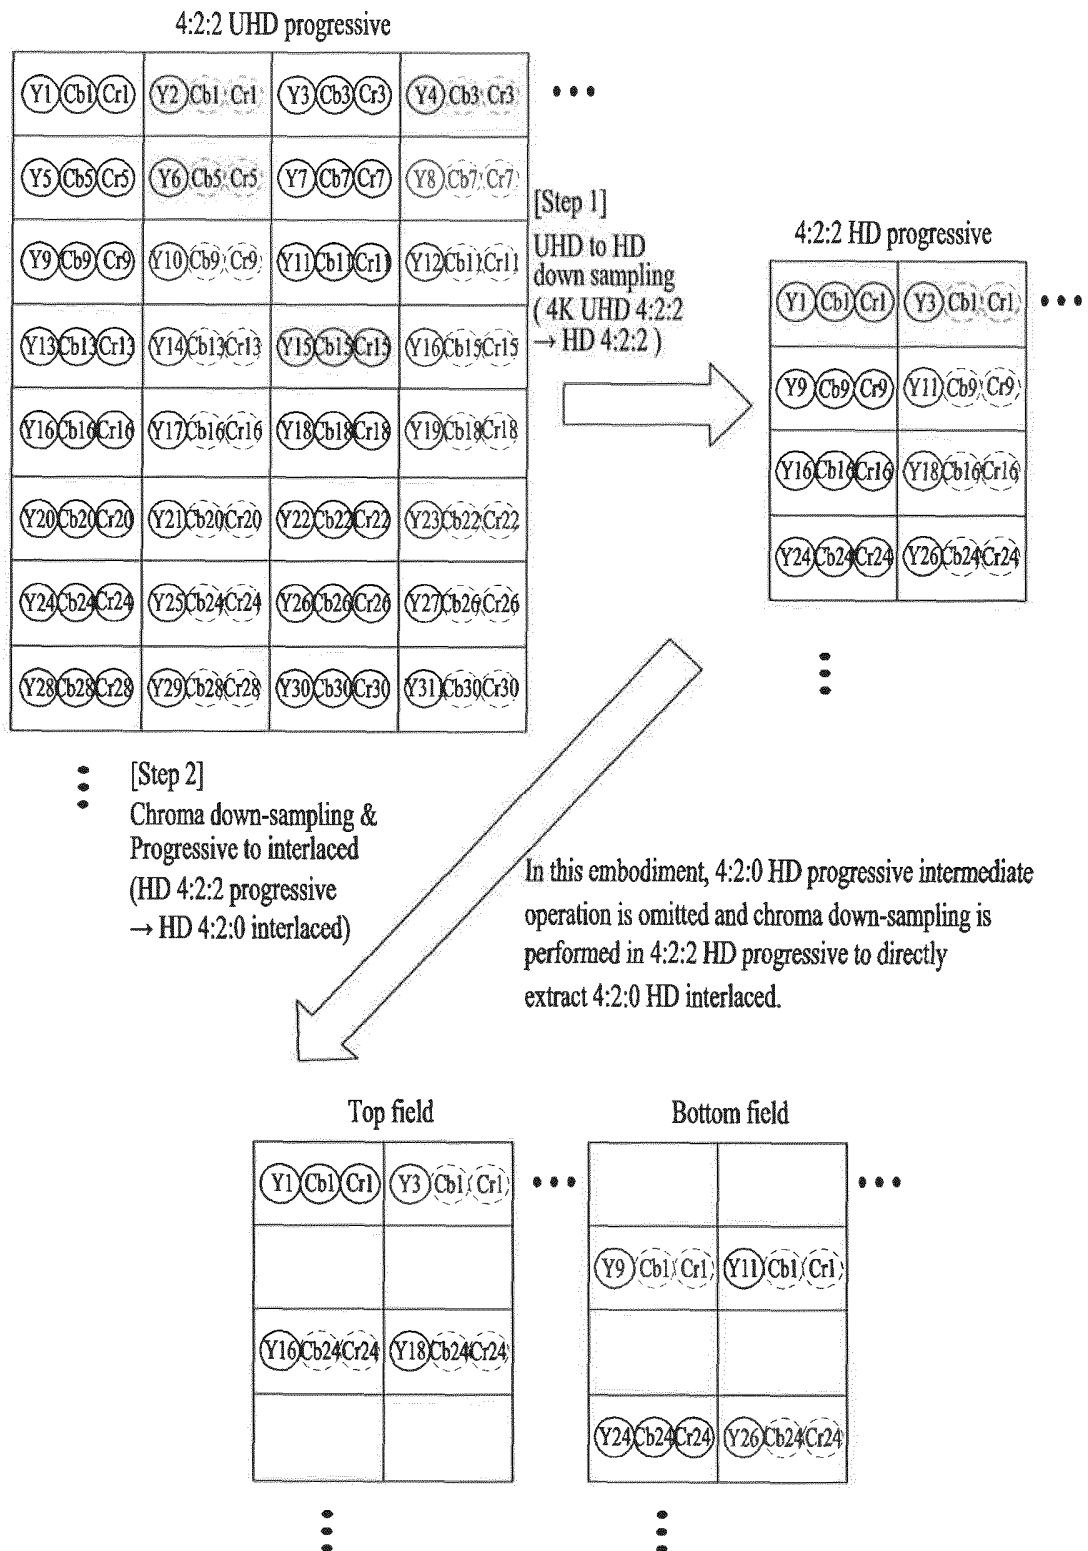 4:2:2 UHD progressive
Y1 Cb1 Cr1 Y2 Cb1 Cr1 Y3 Cb3 Cr3 Y4 Cb3 Cr3
Y5 Cb5 Cr5 Y6 Cb5 Cr5 Y7 Cb7 Cr7 Y8 Cb7 Cr7
Y9 Cb9 Cr9 Y10 Cb9 Cr9 Y11 Cb11 Cr11 Y12 Cb11 Cr11
Y13 Cb13 Cr13 Y14 Cb13 Cr13 Y15 Cb15 Cr15 Y16 Cb15 Cr15
Y16 Cb16 Cr16 Y17 Cb16 Cr16 Y18 Cb18 Cr18 Y19 Cb18 Cr18
Y20 Cb20 Cr20 Y21 Cb20 Cr20 Y22 Cb22 Cr22 Y23 Cb22 Cr22
Y24 Cb24 Cr24 Y25 Cb24 Cr24 Y26 Cb26 Cr26 Y27 Cb26 Cr26
Y28 Cb28 Cr28 Y29 Cb28 Cr28 Y30 Cb30 Cr30 Y31 Cb30 Cr30
[Step 1]
UHD to HD
down sampling
( 4K UHD 4:2:2
→ HD 4:2:2 )
4:2:2 HD progressive
Y1 Cb1 Cr1 Y3 Cb1 Cr1
Y9 Cb9 Cr9 Y11 Cb9 Cr9
Y16 Cb16 Cr16 Y18 Cb16 Cr16
Y24 Cb24 Cr24 Y26 Cb24 Cr24
[Step 2]
Chroma down-sampling &
Progressive to interlaced
(HD 4:2:2 progressive
→ HD 4:2:0 interlaced)
In this embodiment, 4:2:0 HD progressive intermediate
operation is omitted and chroma down-sampling is
performed in 4:2:2 HD progressive to directly
extract 4:2:0 HD interlaced.
Top field
Y1 Cb1 Cr1 Y3 Cb1 Cr1
Y16 Cb24 Cr24 Y18 Cb24 Cr24
Bottom field
Y9 Cb1 Cr1 Y11 Cb1 Cr1
Y24 Cb24 Cr24 Y26 Cb24 Cr24